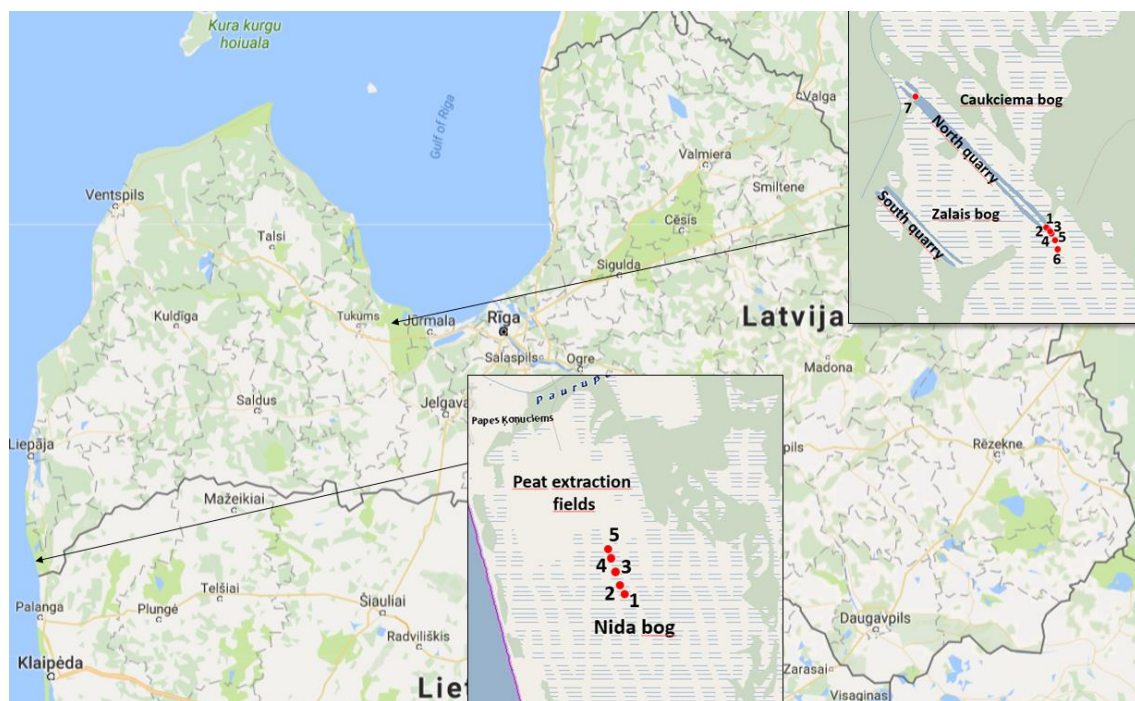 Kura kurgu
hoiuala
Gulf of Riga
Valga
Valmiera
Smiltene
Cēsis
Sigulda
Ventspils
Talsi
Kuldīga
Tukums
Jūrmala
Rīga
Salaspils
Ogre
Latvija
Madona
Saldus
Jelgava
Liepāja
pils
Rēzekne
Mažeikiai
Telšiai
Plungė
Palanga
Šiauliai
Radviliškis
Klaipėda
Liet
Daugavpils
Zarasai
Visaginas
Caukciema bog
7
North quarry
South quarry
Zalais bog
1
2 3
4 5
6
Paurupe
Papes Ķoņuciems
Peat extraction
fields
5
4 3
2 1
Nida bog